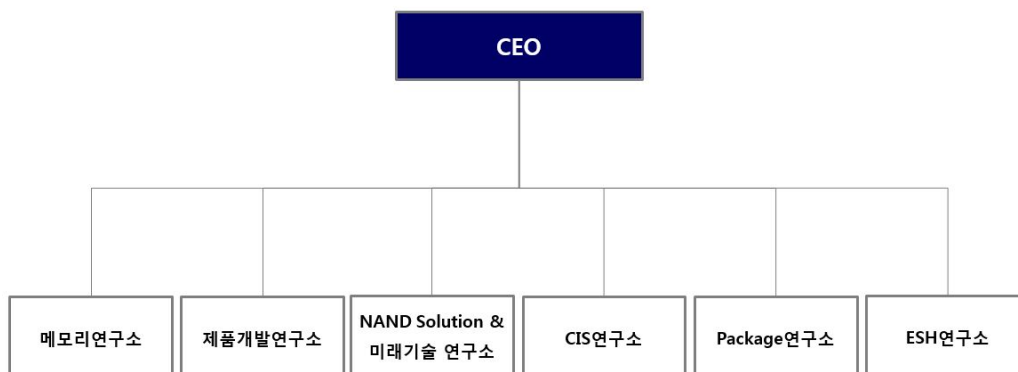 CEO
메모리연구소
제품개발연구소
NAND Solution &
미래기술 연구소
CIS연구소
Package연구소
ESH연구소